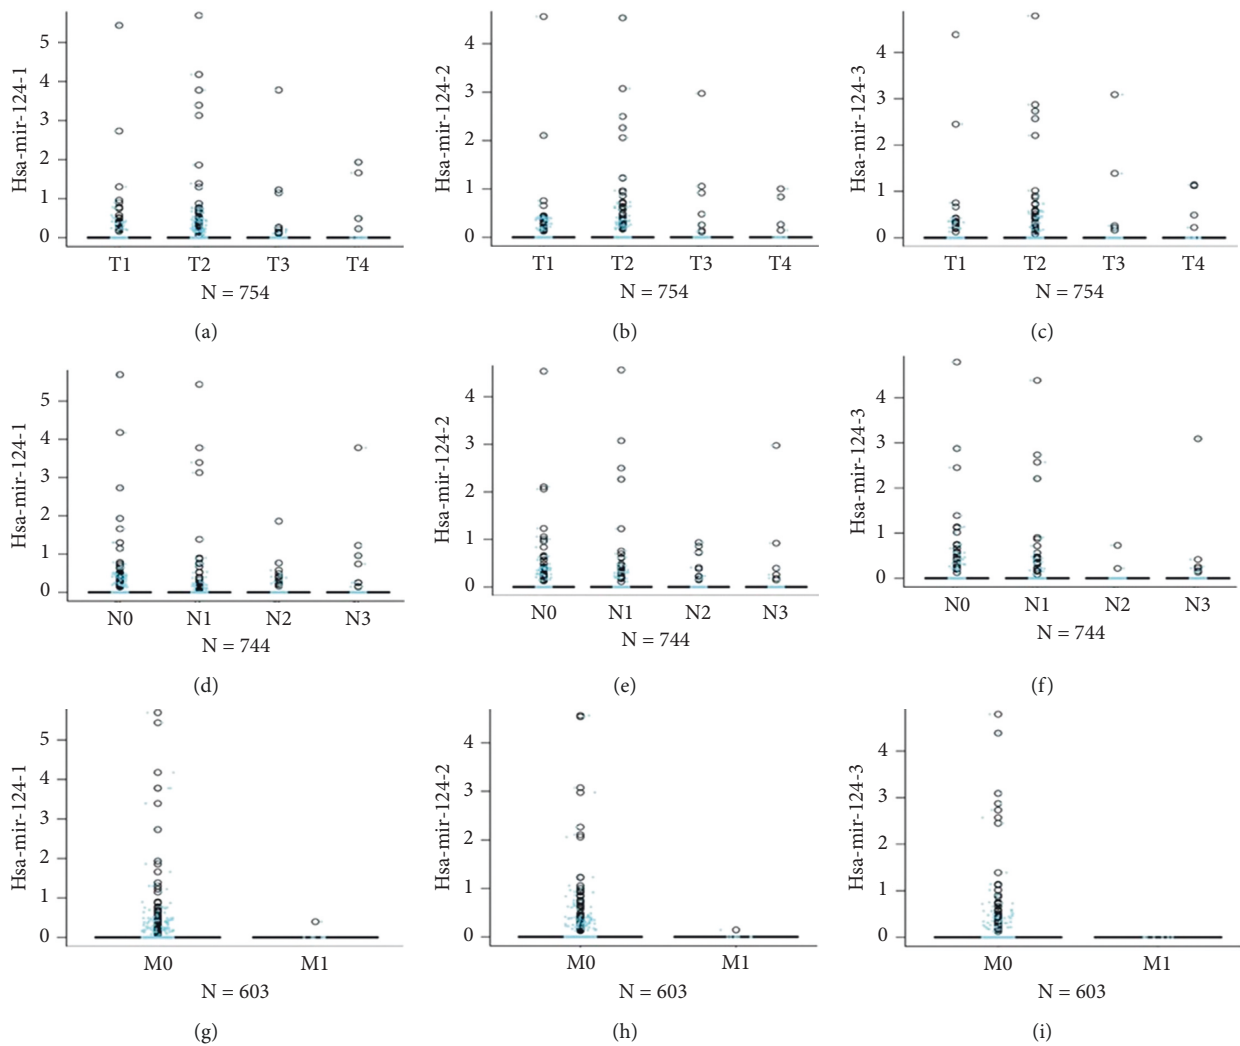 Hsa-mir-124-1
5
4
3
2
1
0
T1 T2 T3 T4
N = 754
(a)
Hsa-mir-124-2
4
3
2
1
0
T1 T2 T3 T4
N = 754
(b)
Hsa-mir-124-3
4
3
2
1
0
T1 T2 T3 T4
N = 754
(c)
Hsa-mir-124-1
5
4
3
2
1
0
N0 N1 N2 N3
N = 744
(d)
Hsa-mir-124-2
4
3
2
1
0
N0 N1 N2 N3
N = 744
(e)
Hsa-mir-124-3
4
3
2
1
0
N0 N1 N2 N3
N = 744
(f)
Hsa-mir-124-1
5
4
3
2
1
0
M0 M1
N = 603
(g)
Hsa-mir-124-2
4
3
2
1
0
M0 M1
N = 603
(h)
Hsa-mir-124-3
4
3
2
1
0
M0 M1
N = 603
(i)